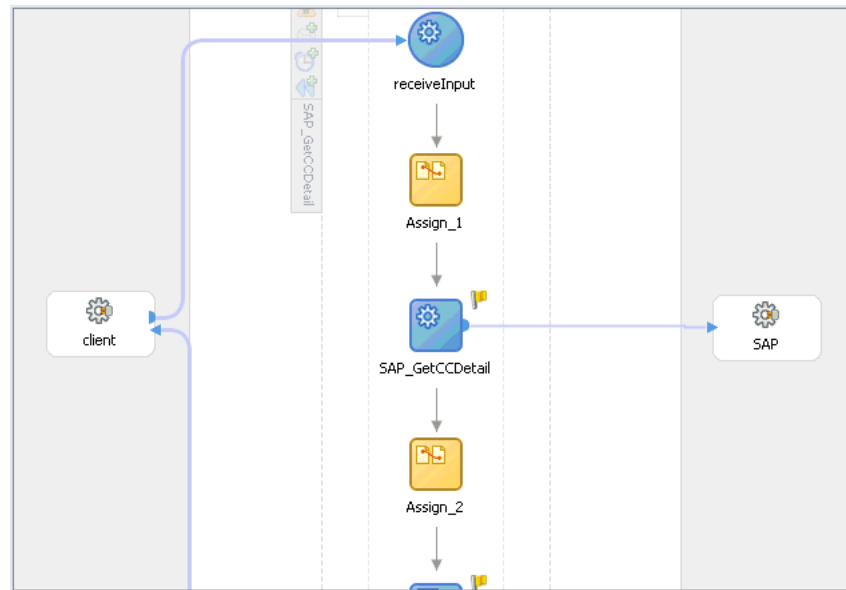 receiveInput
SAP_GetCCDetail
Assign_1
client
SAP_GetCCDetail
SAP
Assign_2